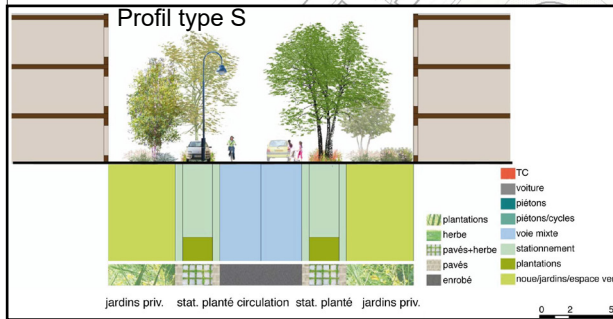 Profil type S
plantations
herbe
pavés+herbe
pavés
enrobé
TC
voiture
piétons
piétons/cycles
voie mixte
stationnement
plantations
noue/jardins/espace ver
jardins priv. stat. planté circulation stat. planté jardins priv.
0 2 5